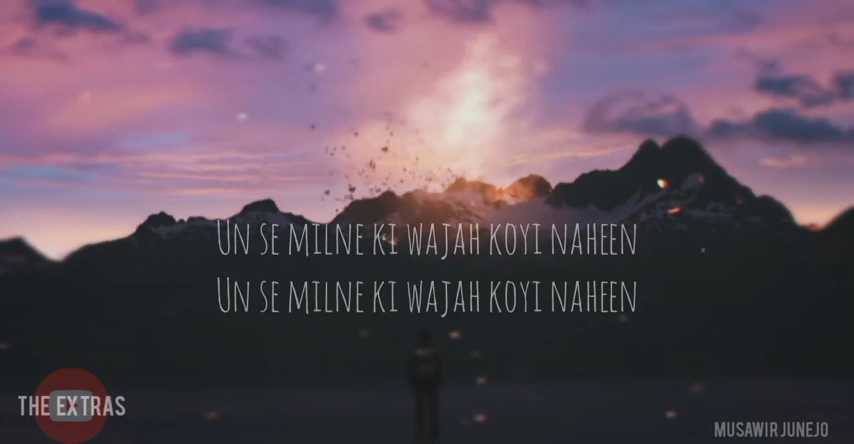 UN SE MILNE KI WAJAH KOYI NAHEEN
UN SE MILNE KI WAJAH KOYI NAHEEN
THE EXTRAS
MUSAWIR JUNEJO